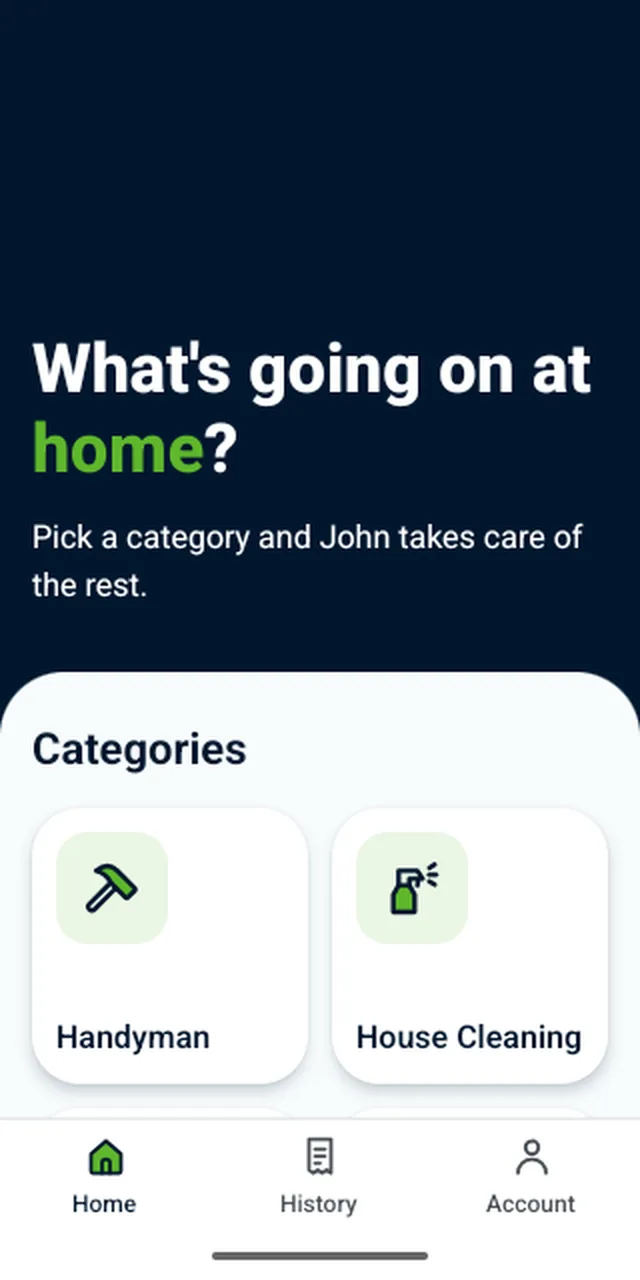 What's going on at
home?
Pick a category and John takes care of
the rest.
Categories
Handyman
House Cleaning
Home
History
Account